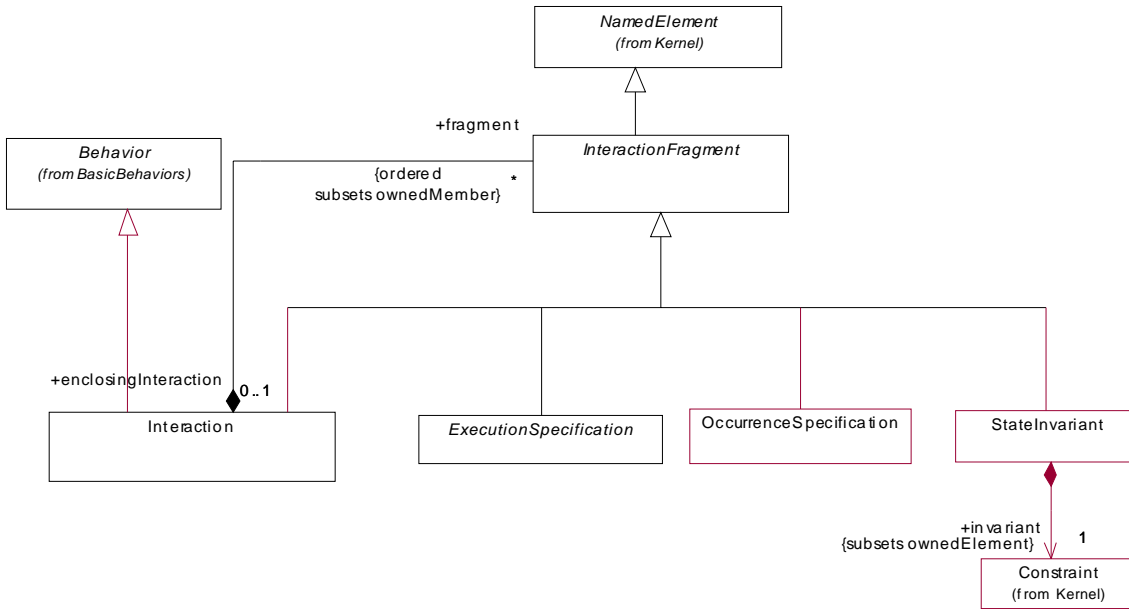 NamedElement
(from Kernel)
+fragment
Behavior
(from BasicBehaviors)
InteractionFragment
{ordered
*
subsets ownedMember}
+enclosingInteraction
0..1
Interaction
ExecutionSpecification
OccurrenceSpecification
StateInvariant
+invariant
1
{subsets ownedElement}
Constraint
(from Kernel)